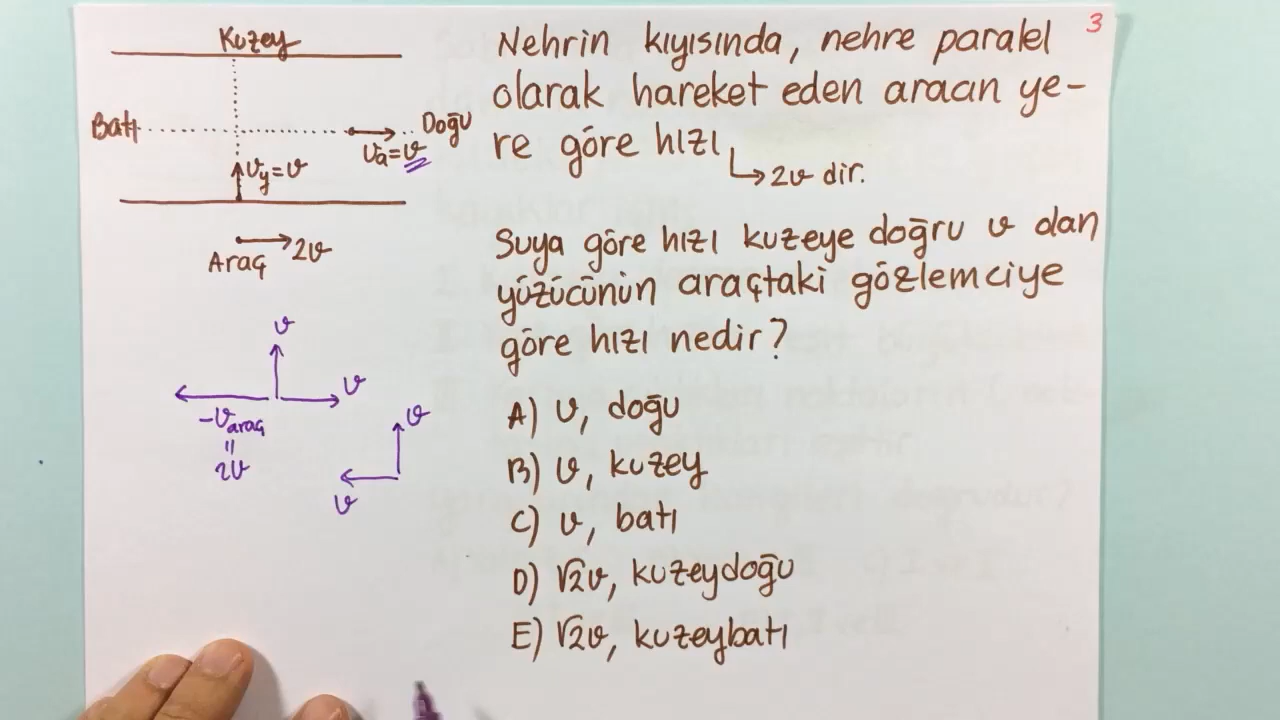 3
Kuzey
Batı
Doğu
Va = v
Vy = v
Araç
2v
Nehrin kıyısında, nehre paralel
olarak hareket eden aracın ye-
re göre hızı
2v dir.
Suya göre hızı kuzeye doğru v olan
yüzücünün araçtaki gözlemciye
göre hızı nedir?
A) v, doğu
B) v, kuzey
C) v, batı
D) √2v, kuzeydoğu
E) √2v, kuzeybatı
v
v
-Varaç
=
2v
v
v